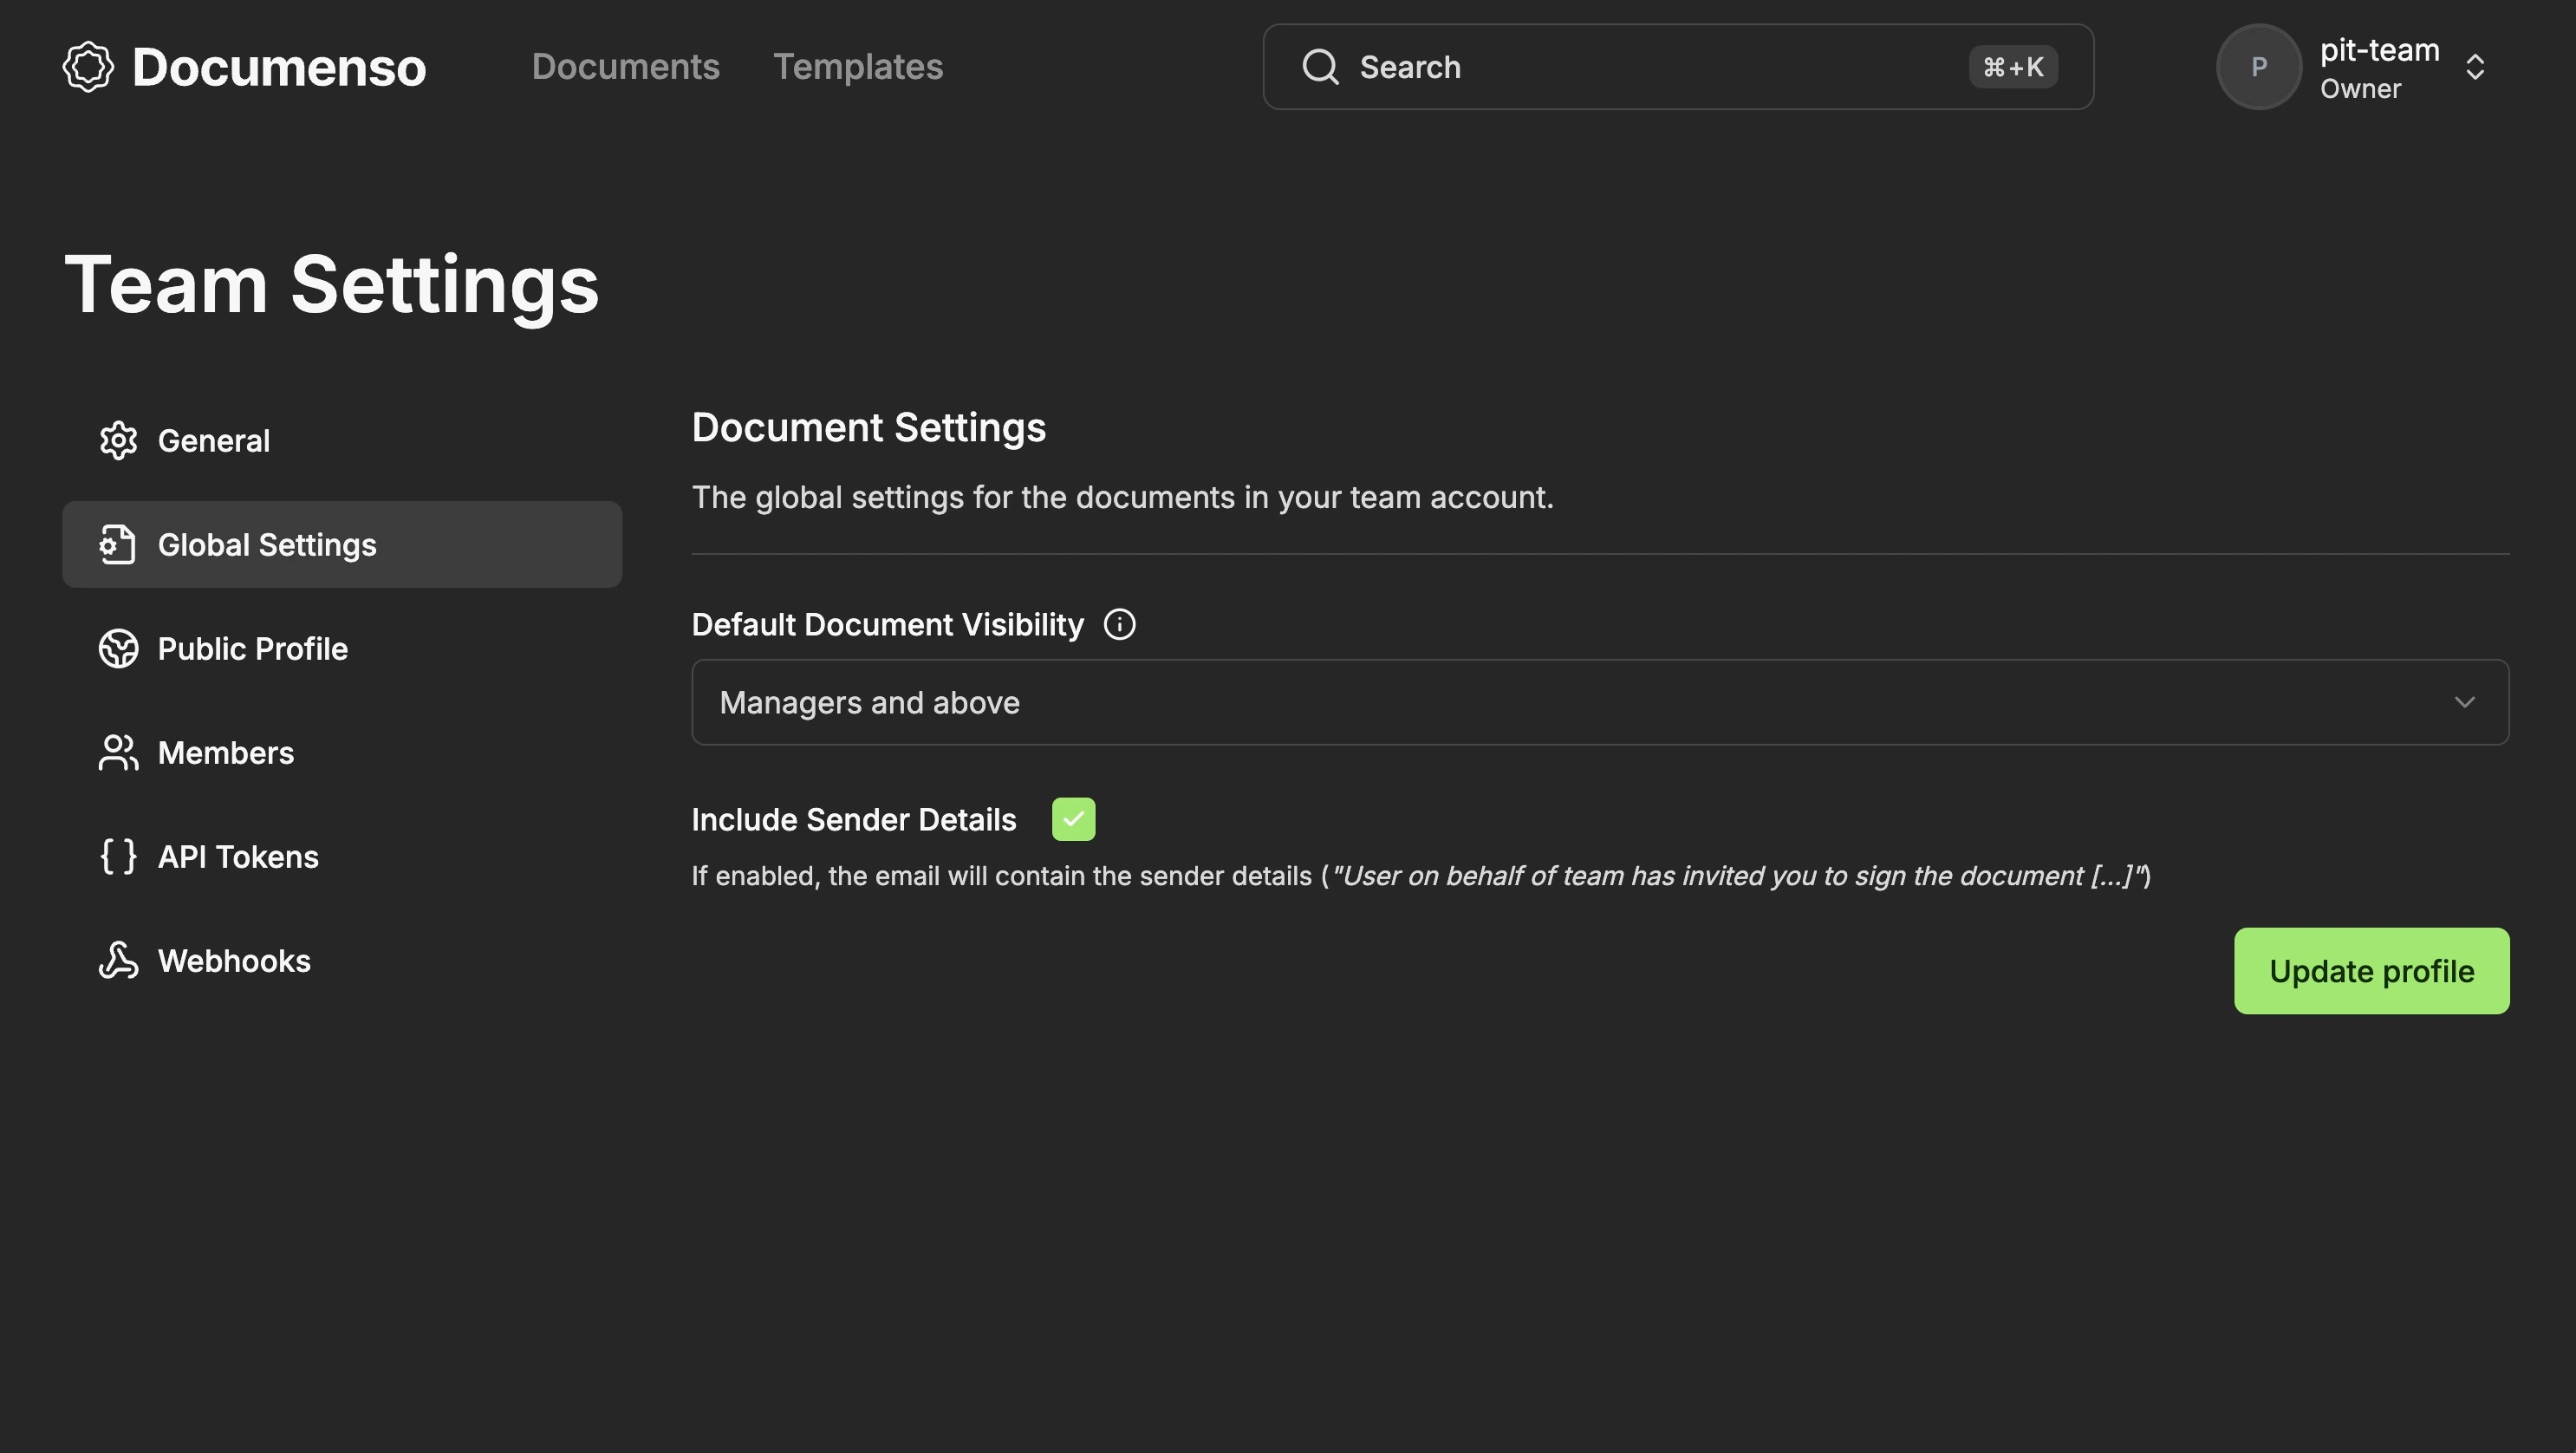 Documenso
Documents
Templates
Search
⌘+K
P
pit-team
Owner
Team Settings
General
Global Settings
Public Profile
Members
API Tokens
Webhooks
Document Settings
The global settings for the documents in your team account.
Default Document Visibility
Managers and above
Include Sender Details
If enabled, the email will contain the sender details ("User on behalf of team has invited you to sign the document [...]")
Update profile